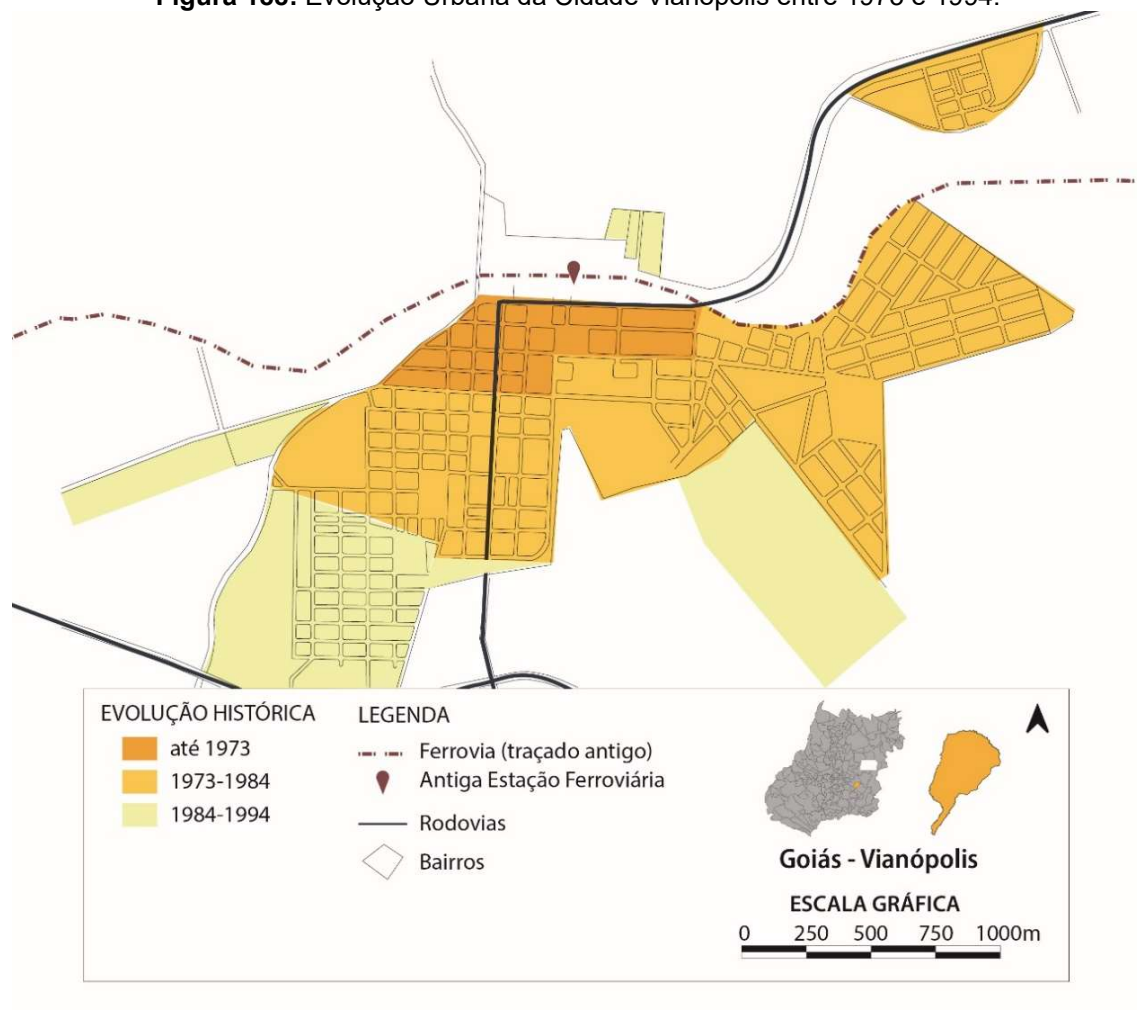 Figura Evolução Urbana da Cidade Vianópolis entre 1973 e 1994.
EVOLUÇÃO HISTÓRICA
até 1973
1973-1984
1984-1994
LEGENDA
Ferrovia (traçado antigo)
Antiga Estação Ferroviária
Rodovias
Bairros
Goiás - Vianópolis
ESCALA GRÁFICA
0 250 500 750 1000m